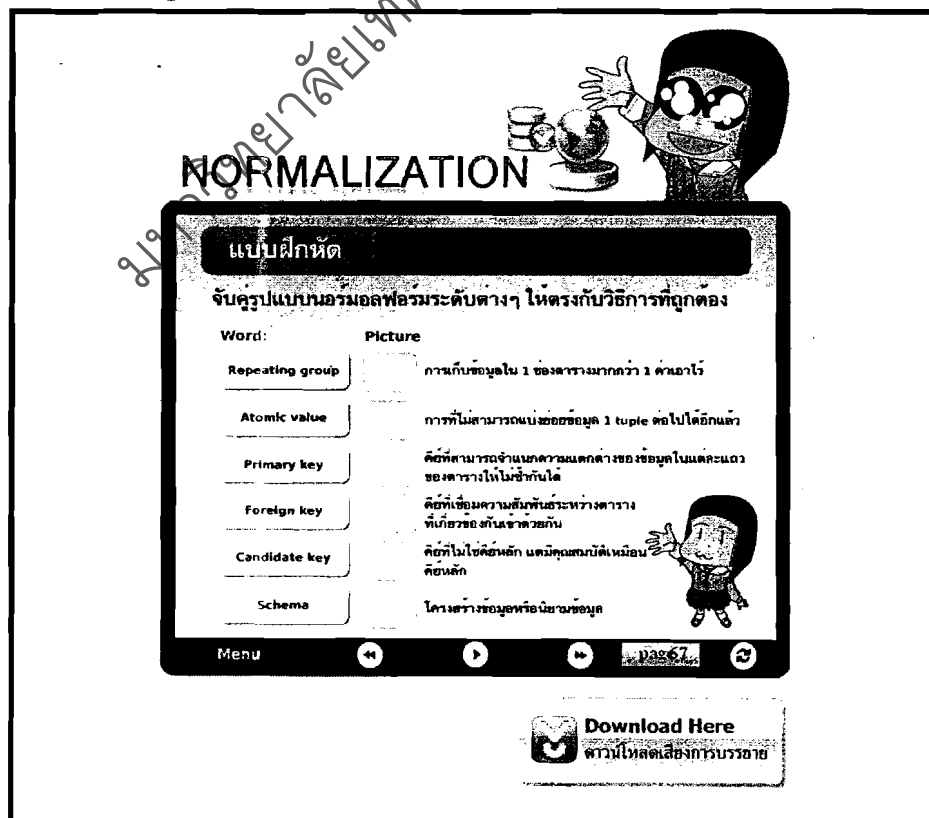 มหาวิทยาลัยเท
NORMALIZATION
แบบฝึกหัด
จับคู่รูปแบบนอร์มอลฟอร์มระดับต่างๆ ให้ตรงกับวิธีการที่ถูกต้อง
Word: Picture
Repeating group การเก็บข้อมูลใน 1 ช่องตารางมากกว่า 1 ค่าเอาไว้
Atomic value การที่ไม่สามารถแบ่งย่อยข้อมูล 1 tuple ต่อไปได้อีกแล้ว
Primary key คีย์ที่สามารถจำแนกความแตกต่างของข้อมูลในแต่ละแถว
ของตารางให้ไม่ซ้ำกันได้
Foreign key คีย์ที่เชื่อมความสัมพันธ์ระหว่างตาราง
ที่เกี่ยวข้องกันเข้าด้วยกัน
Candidate key คีย์ที่ไม่ใช่คีย์หลัก แต่มีคุณสมบัติเหมือน
คีย์หลัก
Schema โครงสร้างข้อมูลหรือนิยามข้อมูล
Menu
Download Here
ดาวน์โหลดเสียงการบรรยาย